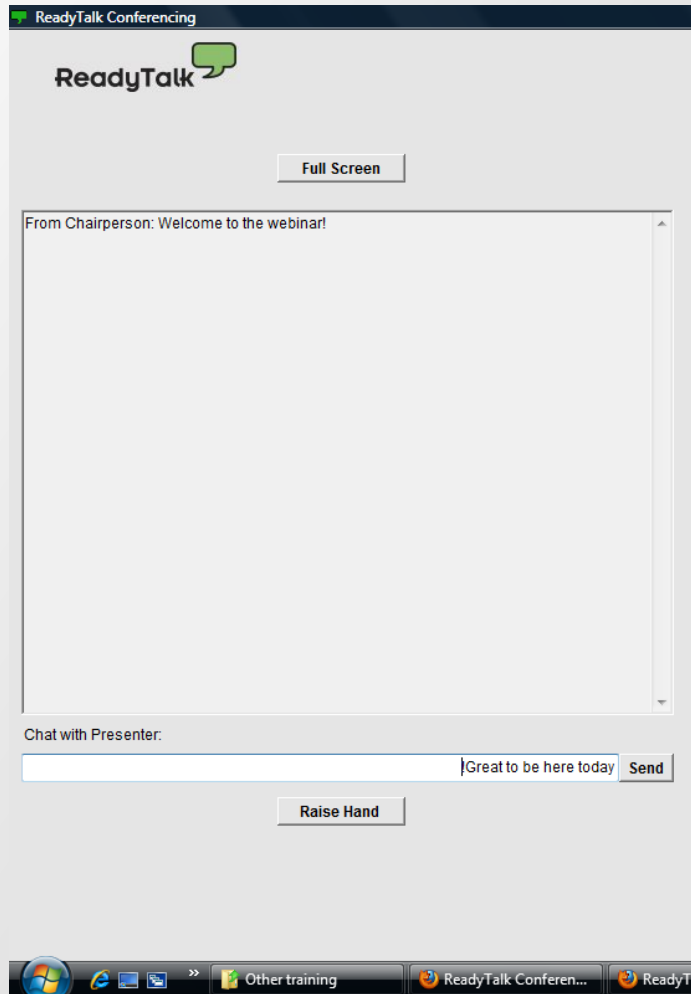 ReadyTalk Conferencing
ReadyTalk
Full Screen
From Chairperson: Welcome to the webinar!
Chat with Presenter:
!Great to be here today
Send
Raise Hand
Other training
ReadyTalk Conferen...
ReadyT